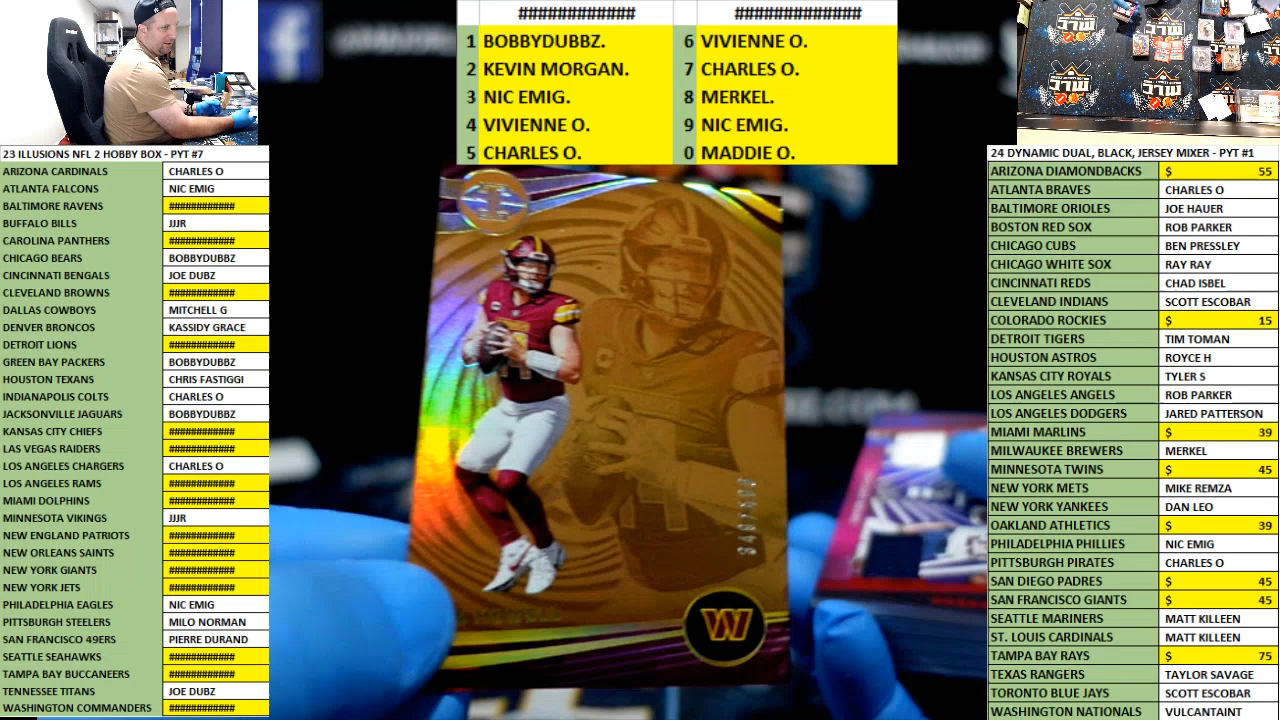 ############ ############
1 BOBBYDUBBZ. 6 VIVIENNE O.
2 KEVIN MORGAN. 7 CHARLES O.
3 NIC EMIG. 8 MERKEL.
4 VIVIENNE O. 9 NIC EMIG.
5 CHARLES O. 0 MADDIE O.
23 ILLUSIONS NFL 2 HOBBY BOX - PYT #7
ARIZONA CARDINALS CHARLES O
ATLANTA FALCONS NIC EMIG
BALTIMORE RAVENS ############
BUFFALO BILLS JJJR
CAROLINA PANTHERS ############
CHICAGO BEARS BOBBYDUBBZ
CINCINNATI BENGALS JOE DUBZ
CLEVELAND BROWNS ############
DALLAS COWBOYS MITCHELL G
DENVER BRONCOS KASSIDY GRACE
DETROIT LIONS ############
GREEN BAY PACKERS BOBBYDUBBZ
HOUSTON TEXANS CHRIS FASTIGGI
INDIANAPOLIS COLTS CHARLES O
JACKSONVILLE JAGUARS BOBBYDUBBZ
KANSAS CITY CHIEFS ############
LAS VEGAS RAIDERS ############
LOS ANGELES CHARGERS CHARLES O
LOS ANGELES RAMS ############
MIAMI DOLPHINS ############
MINNESOTA VIKINGS JJJR
NEW ENGLAND PATRIOTS ############
NEW ORLEANS SAINTS ############
NEW YORK GIANTS ############
NEW YORK JETS ############
PHILADELPHIA EAGLES NIC EMIG
PITTSBURGH STEELERS MILO NORMAN
SAN FRANCISCO 49ERS PIERRE DURAND
SEATTLE SEAHAWKS ############
TAMPA BAY BUCCANEERS ############
TENNESSEE TITANS JOE DUBZ
WASHINGTON COMMANDERS ############
24 DYNAMIC DUAL, BLACK, JERSEY MIXER - PYT #1
ARIZONA DIAMONDBACKS $ 55
ATLANTA BRAVES CHARLES O
BALTIMORE ORIOLES JOE HAUER
BOSTON RED SOX ROB PARKER
CHICAGO CUBS BEN PRESSLEY
CHICAGO WHITE SOX RAY RAY
CINCINNATI REDS CHAD ISBEL
CLEVELAND INDIANS SCOTT ESCOBAR
COLORADO ROCKIES $ 15
DETROIT TIGERS TIM TOMAN
HOUSTON ASTROS ROYCE H
KANSAS CITY ROYALS TYLER S
LOS ANGELES ANGELS ROB PARKER
LOS ANGELES DODGERS JARED PATTERSON
MIAMI MARLINS $ 39
MILWAUKEE BREWERS MERKEL
MINNESOTA TWINS $ 45
NEW YORK METS MIKE REMZA
NEW YORK YANKEES DAN LEO
OAKLAND ATHLETICS $ 39
PHILADELPHIA PHILLIES NIC EMIG
PITTSBURGH PIRATES CHARLES O
SAN DIEGO PADRES $ 45
SAN FRANCISCO GIANTS $ 45
SEATTLE MARINERS MATT KILLEEN
ST. LOUIS CARDINALS MATT KILLEEN
TAMPA BAY RAYS $ 75
TEXAS RANGERS TAYLOR SAVAGE
TORONTO BLUE JAYS SCOTT ESCOBAR
WASHINGTON NATIONALS VULCANTAINT
W